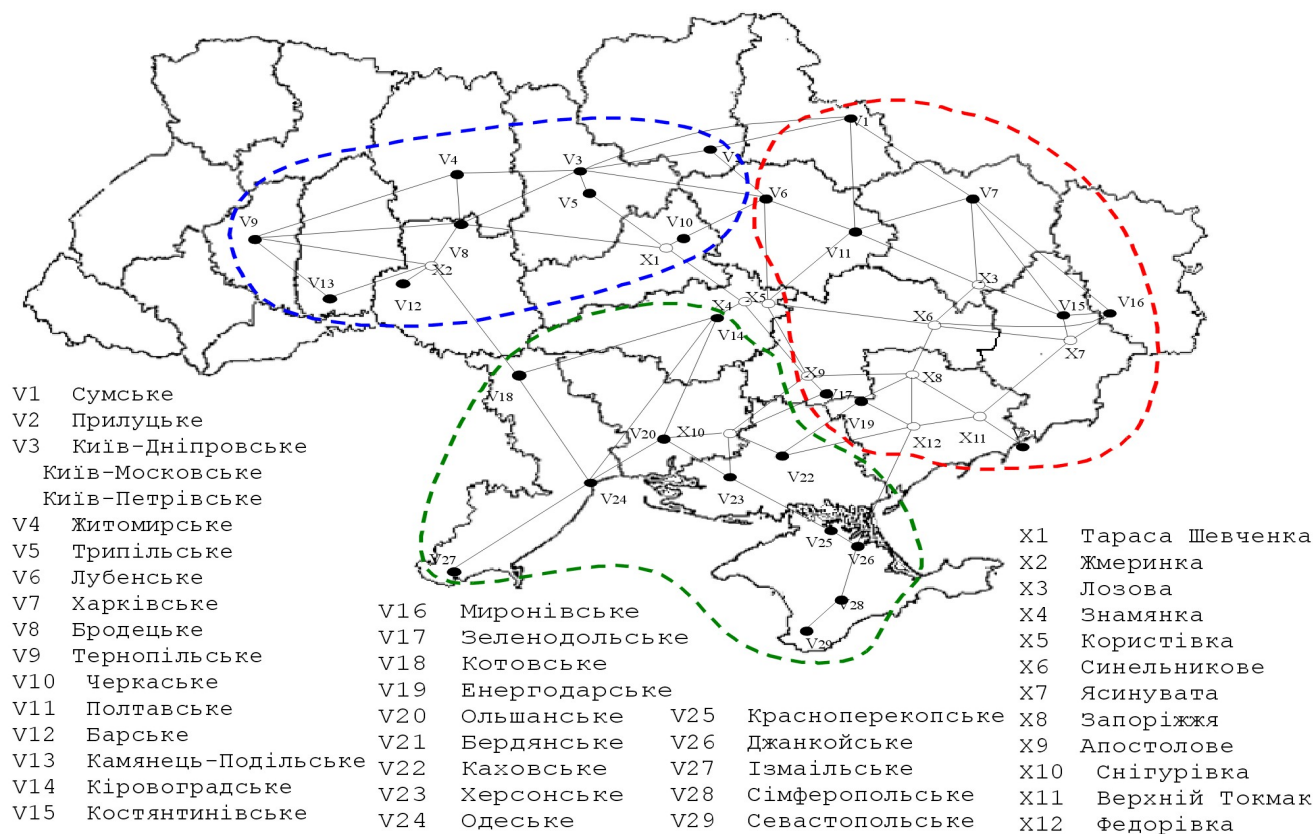 V1
V3
V4
V5
V6
V7
V9
V10
V8
X1
V11
X2
V13
V12
X3
X4
X5
V14
X6
V15
V16
X7
X9
X8
V18
V17
V19
V20
X10
X12
X11
V21
V22
V24
V23
V25
V26
V27
V28
V29
V1 Сумське
V2 Прилуцьке
V3 Київ-Дніпровське
Київ-Московське
Київ-Петрівське
V4 Житомирське
V5 Трипільське
V6 Лубенське
V7 Харківське
V8 Бродецьке
V9 Тернопільське
V10 Черкаське
V11 Полтавське
V12 Барське
V13 Камянець-Подільське
V14 Кіровоградське
V15 Костянтинівське
V16 Миронівське
V17 Зеленодольське
V18 Котовське
V19 Енергодарське
V20 Ольшанське
V21 Бердянське
V22 Каховське
V23 Херсонське
V24 Одеське
V25 Красноперекопське
V26 Джанкойське
V27 Ізмаільське
V28 Сімферопольське
V29 Севастопольське
X1 Тараса Шевченка
X2 Жмеринка
X3 Лозова
X4 Знамянка
X5 Користівка
X6 Синельникове
X7 Ясинувата
X8 Запоріжжя
X9 Апостолове
X10 Снігурівка
X11 Верхній Токмак
X12 Федорівка